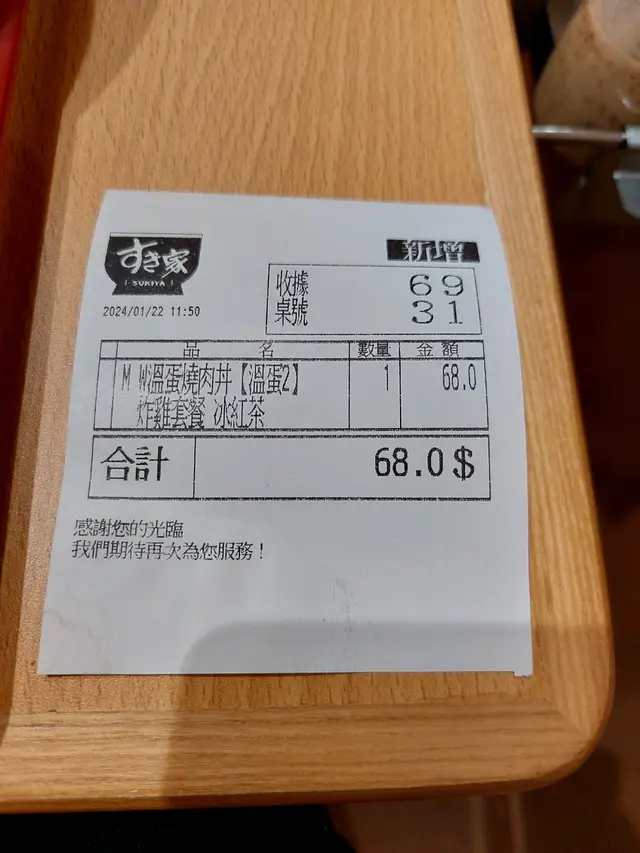 すき家
SUKIYA
新增
2024/01/22 11:50
收據 69
桌號 31
品 名 數量 金額
M W溫蛋燒肉丼【溫蛋2】 1 68.0
炸雞套餐 冰紅茶
合計 68.0$
感謝您的光臨
我們期待再次為您服務！